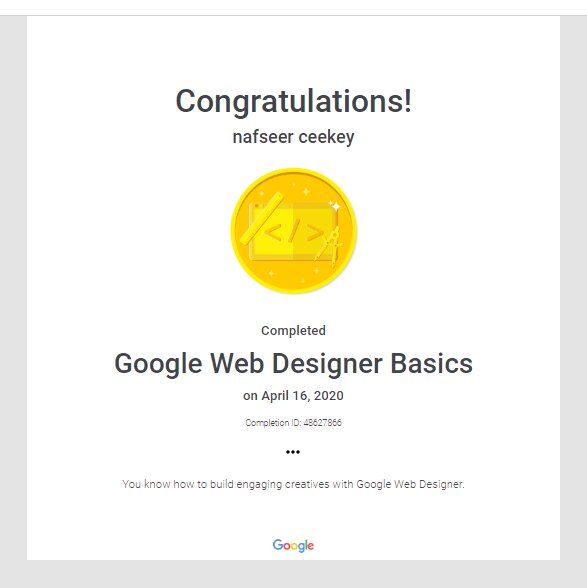 Congratulations!
nafseer ceekey
</>
Completed
Google Web Designer Basics
on April 16, 2020
Completion ID: 48627866
•••
You know how to build engaging creatives with Google Web Designer.
Google